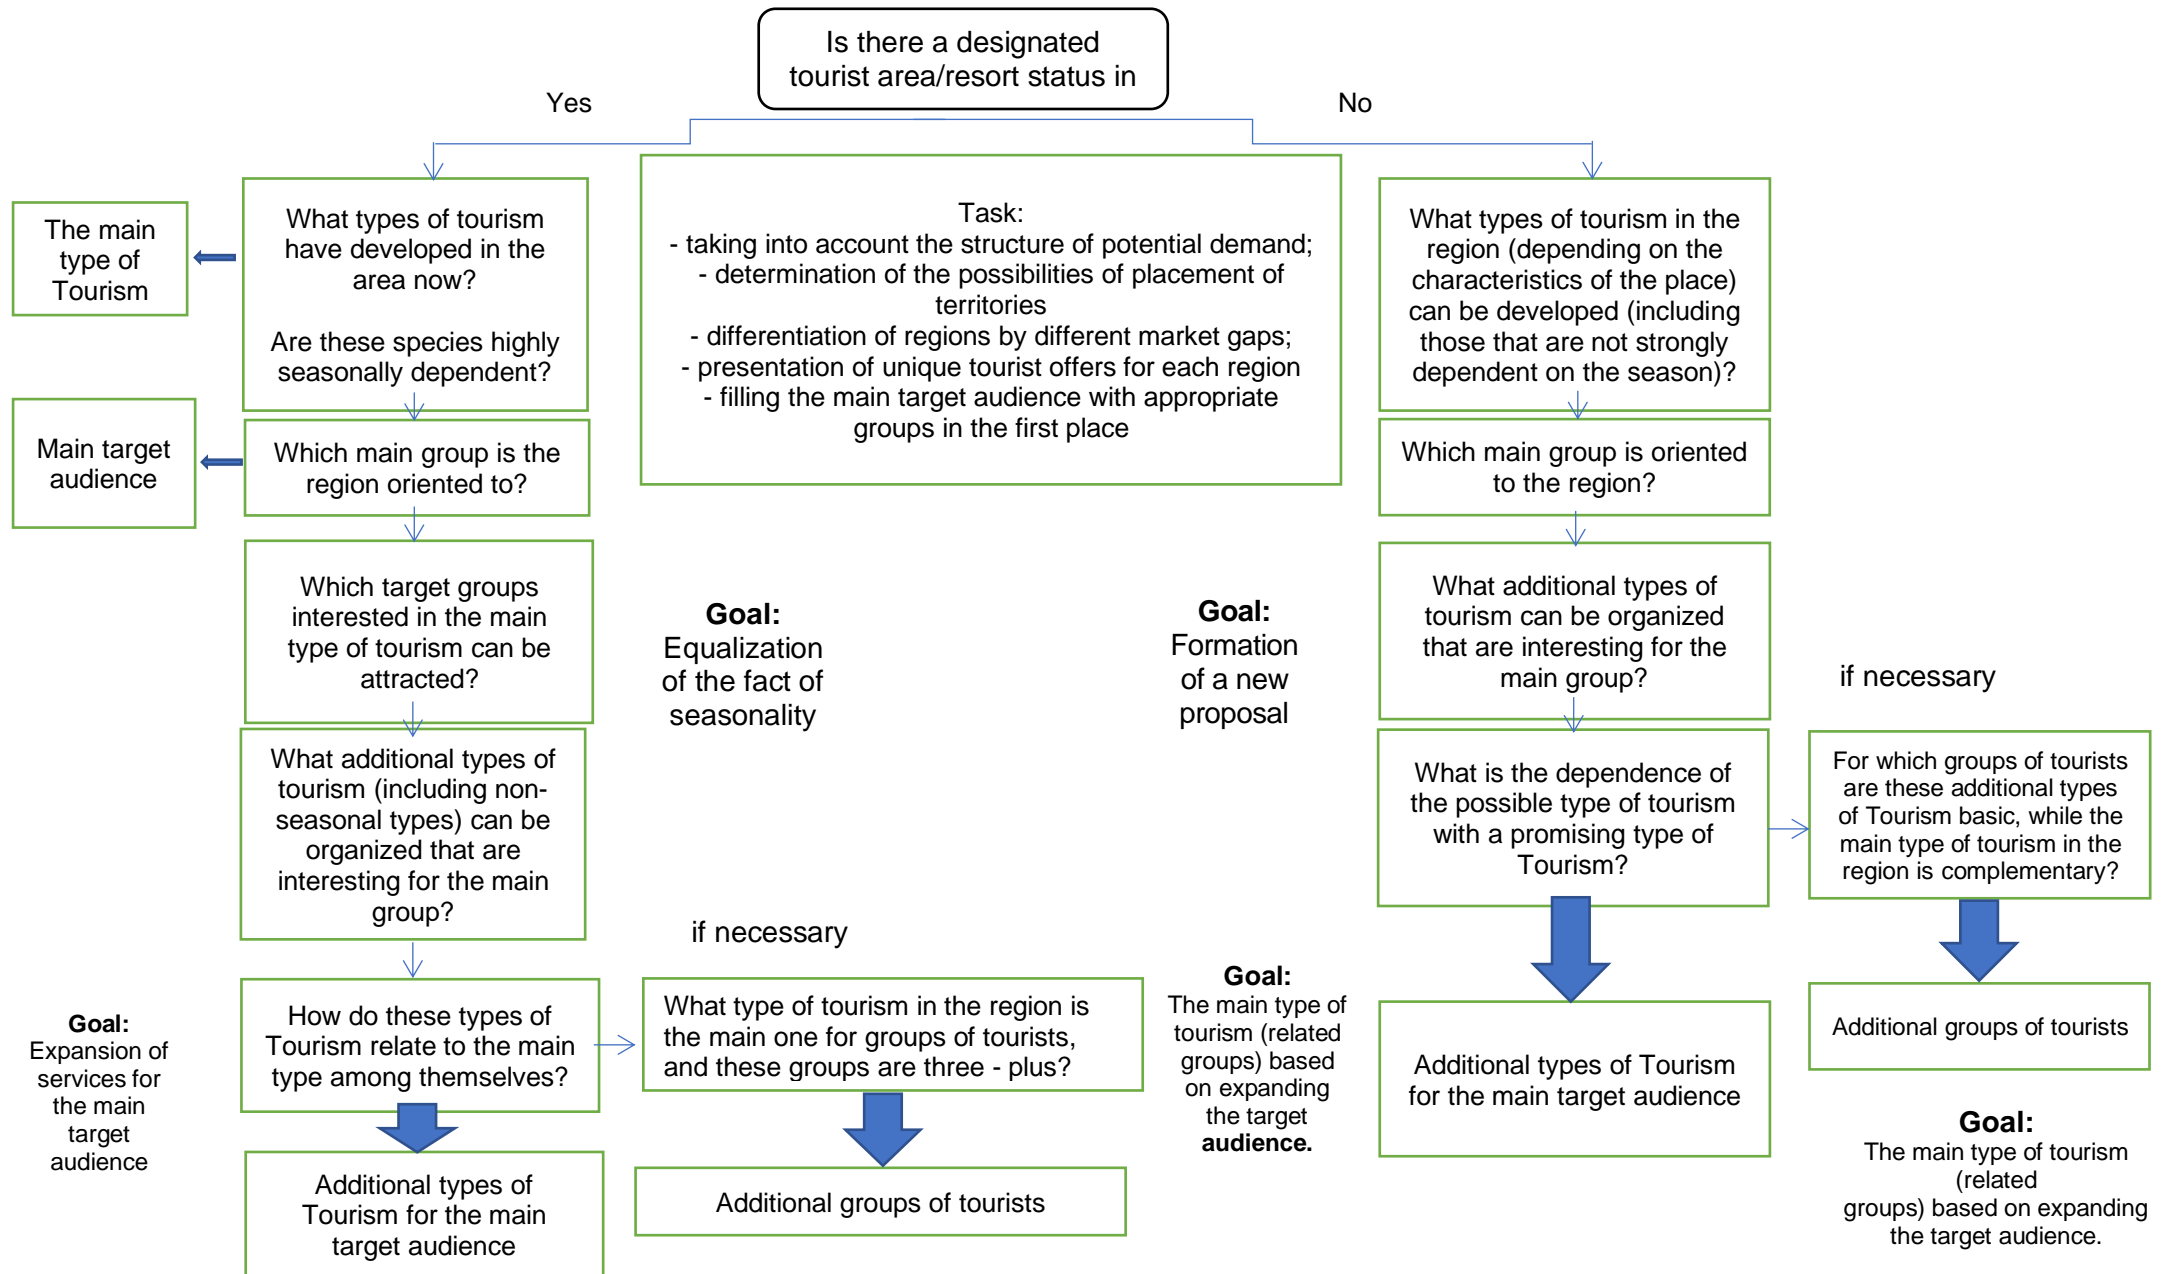 Is there a designated
tourist area/resort status in
Yes
No
The main
type of
Tourism
What types of tourism
have developed in the
area now?
Are these species highly
seasonally dependent?
Task:
- taking into account the structure of potential demand;
- determination of the possibilities of placement of
territories
- differentiation of regions by different market gaps;
- presentation of unique tourist offers for each region
- filling the main target audience with appropriate
groups in the first place
What types of tourism in the
region (depending on the
characteristics of the place)
can be developed (including
those that are not strongly
dependent on the season)?
Main target
audience
Which main group is the
region oriented to?
Which main group is oriented
to the region?
Which target groups
interested in the main
type of tourism can be
attracted?
Goal:
Equalization
of the fact of
seasonality
Goal:
Formation
of a new
proposal
What additional types of
tourism can be organized
that are interesting for the
main group?
if necessary
What additional types of
tourism (including non-
seasonal types) can be
organized that are
interesting for the main
group?
What is the dependence of
the possible type of tourism
with a promising type of
Tourism?
For which groups of tourists
are these additional types
of Tourism basic, while the
main type of tourism in the
region is complementary?
if necessary
Goal:
Expansion of
services for
the main
target
audience
How do these types of
Tourism relate to the main
type among themselves?
What type of tourism in the region is
the main one for groups of tourists,
and these groups are three - plus?
Goal:
The main type of
tourism (related
groups) based
on expanding
the target
audience.
Additional types of Tourism
for the main target audience
Additional groups of tourists
Additional types of
Tourism for the main
target audience
Additional groups of tourists
Goal:
The main type of tourism
(related
groups) based on expanding
the target audience.